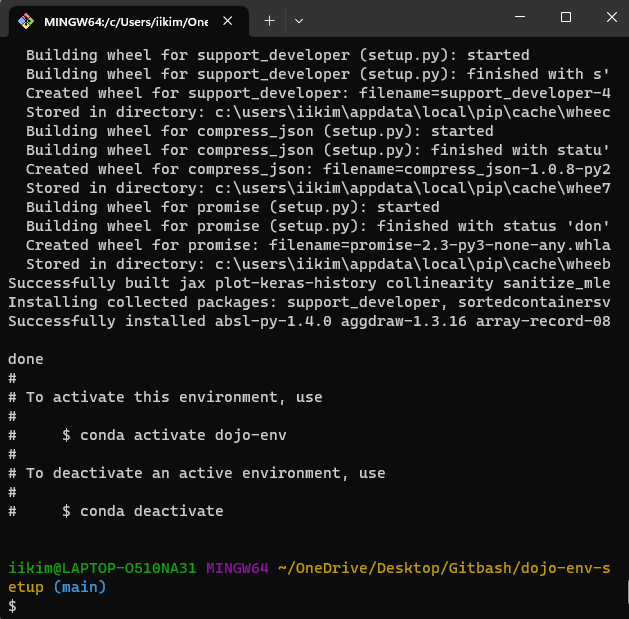 MINGW64:/c/Users/iikim/One
Building wheel for support_developer (setup.py): started
Building wheel for support_developer (setup.py): finished with s'
Created wheel for support_developer: filename=support_developer-4
Stored in directory: c:\users\iikim\appdata\local\pip\cache\wheec
Building wheel for compress_json (setup.py): started
Building wheel for compress_json (setup.py): finished with statu'
Created wheel for compress_json: filename=compress_json-1.0.8-py2
Stored in directory: c:\users\iikim\appdata\local\pip\cache\whee7
Building wheel for promise (setup.py): started
Building wheel for promise (setup.py): finished with status 'don'
Created wheel for promise: filename=promise-2.3-py3-none-any.whla
Stored in directory: c:\users\iikim\appdata\local\pip\cache\wheeb
Successfully built jax plot-keras-history collinearity sanitize_mle
Installing collected packages: support_developer, sortedcontainersv
Successfully installed absl-py-1.4.0 aggdraw-1.3.16 array-record-08
done
#
# To activate this environment, use
#
#     $ conda activate dojo-env
#
# To deactivate an active environment, use
#
#     $ conda deactivate
iikim@LAPTOP-O510NA31 MINGW64 ~/OneDrive/Desktop/Gitbash/dojo-env-s
etup (main)
$